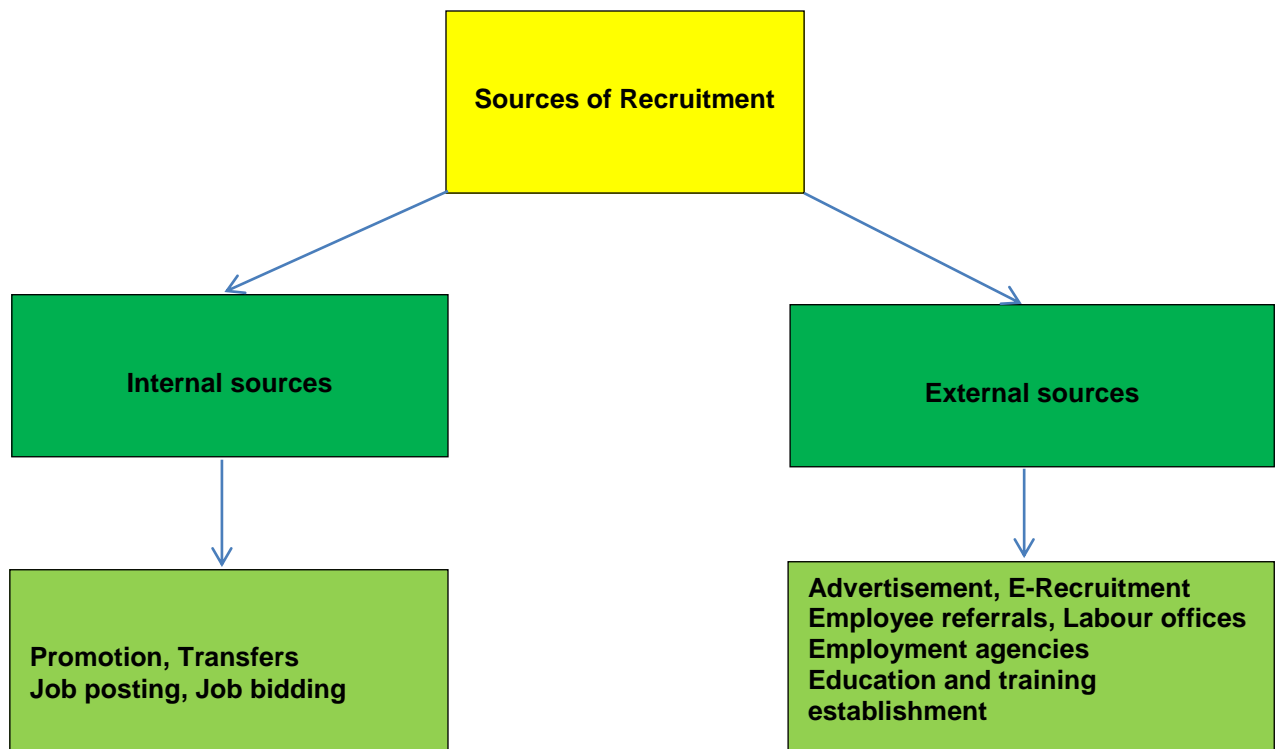 Sources of Recruitment
Internal sources
External sources
Promotion, Transfers
Job posting, Job bidding
Advertisement, E-Recruitment
Employee referrals, Labour offices
Employment agencies
Education and training
establishment